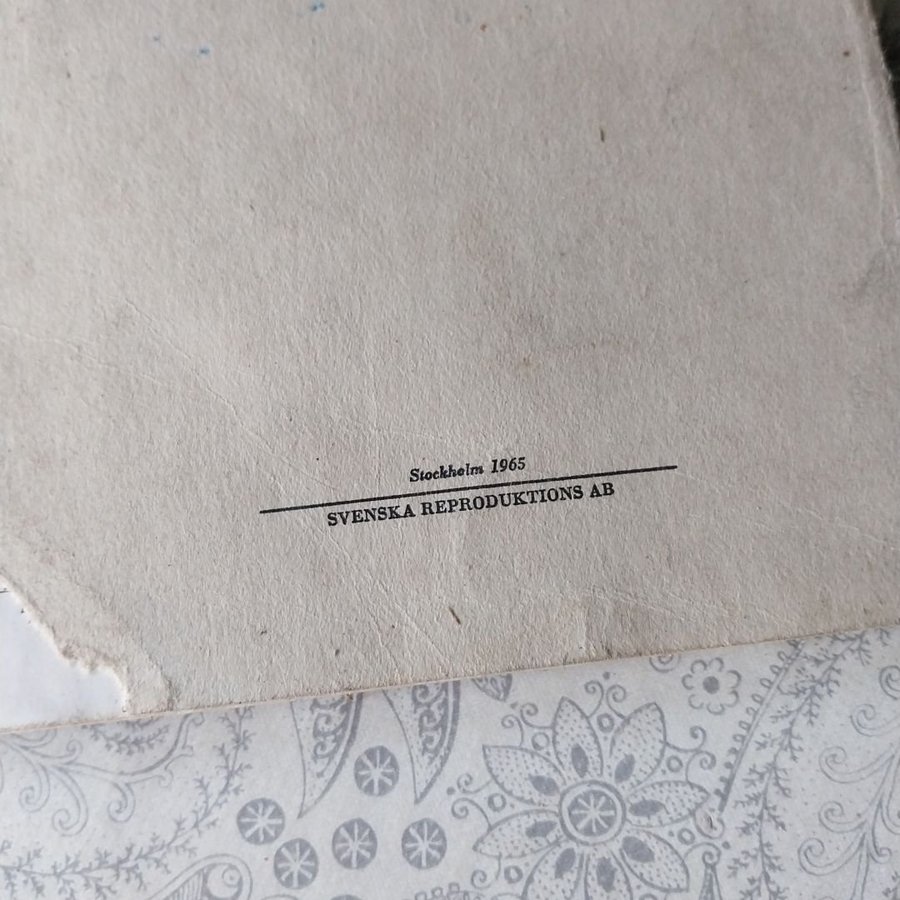 Stockholm 1965
SVENSKA REPRODUKTIONS AB